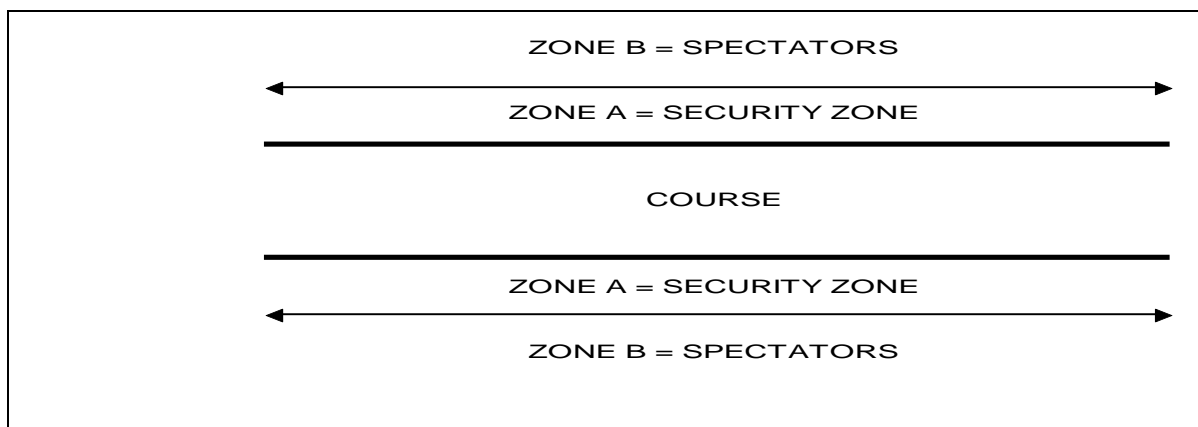 ZONE B = SPECTATORS
ZONE A = SECURITY ZONE
COURSE
ZONE A = SECURITY ZONE
ZONE B = SPECTATORS